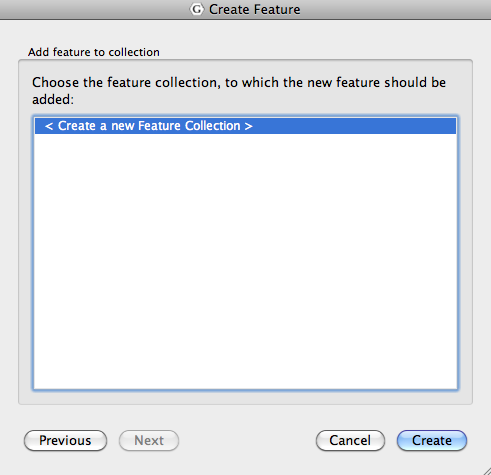 G Create Feature
Add feature to collection
Choose the feature collection, to which the new feature should be
added:
< Create a new Feature Collection >
Previous Next Cancel Create